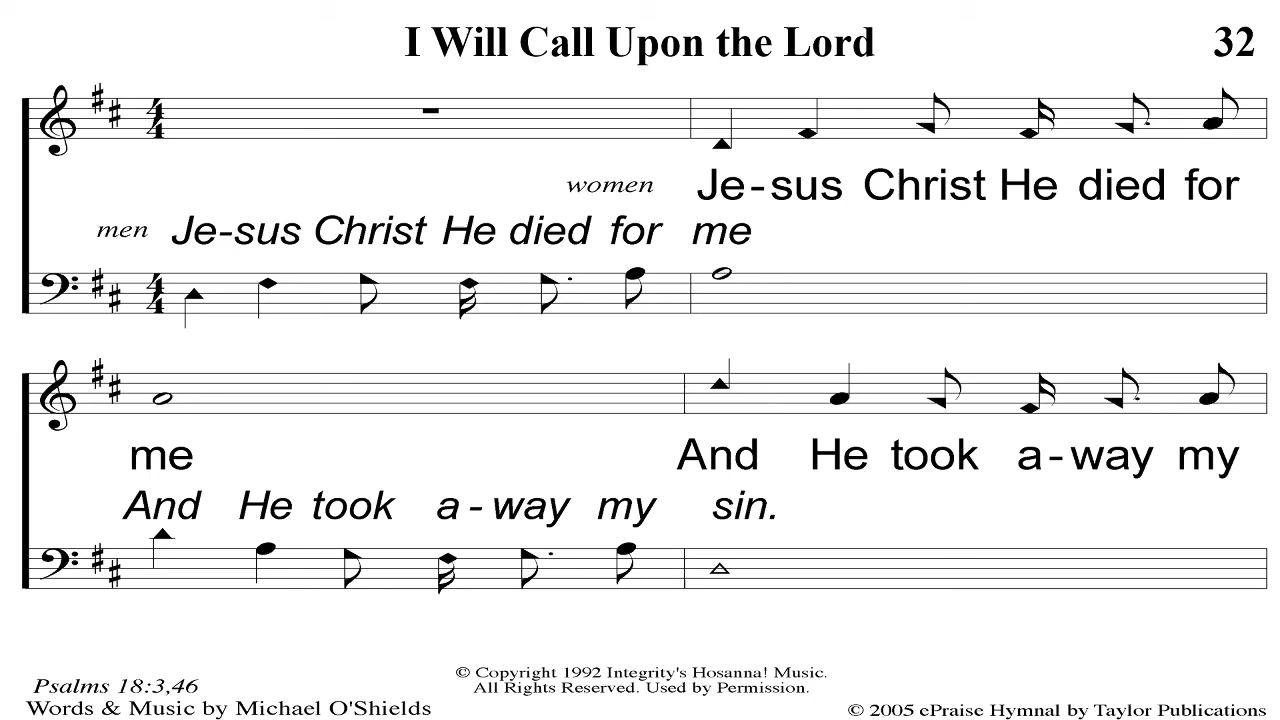 I Will Call Upon the Lord 32
women Je-sus Christ He died for
men Je-sus Christ He died for me
me And He took a-way my
And He took a-way my sin.
© Copyright 1992 Integrity's Hosanna! Music.
Psalms 18:3,46 All Rights Reserved. Used by Permission.
Words & Music by Michael O'Shields © 2005 ePraise Hymnal by Taylor Publications